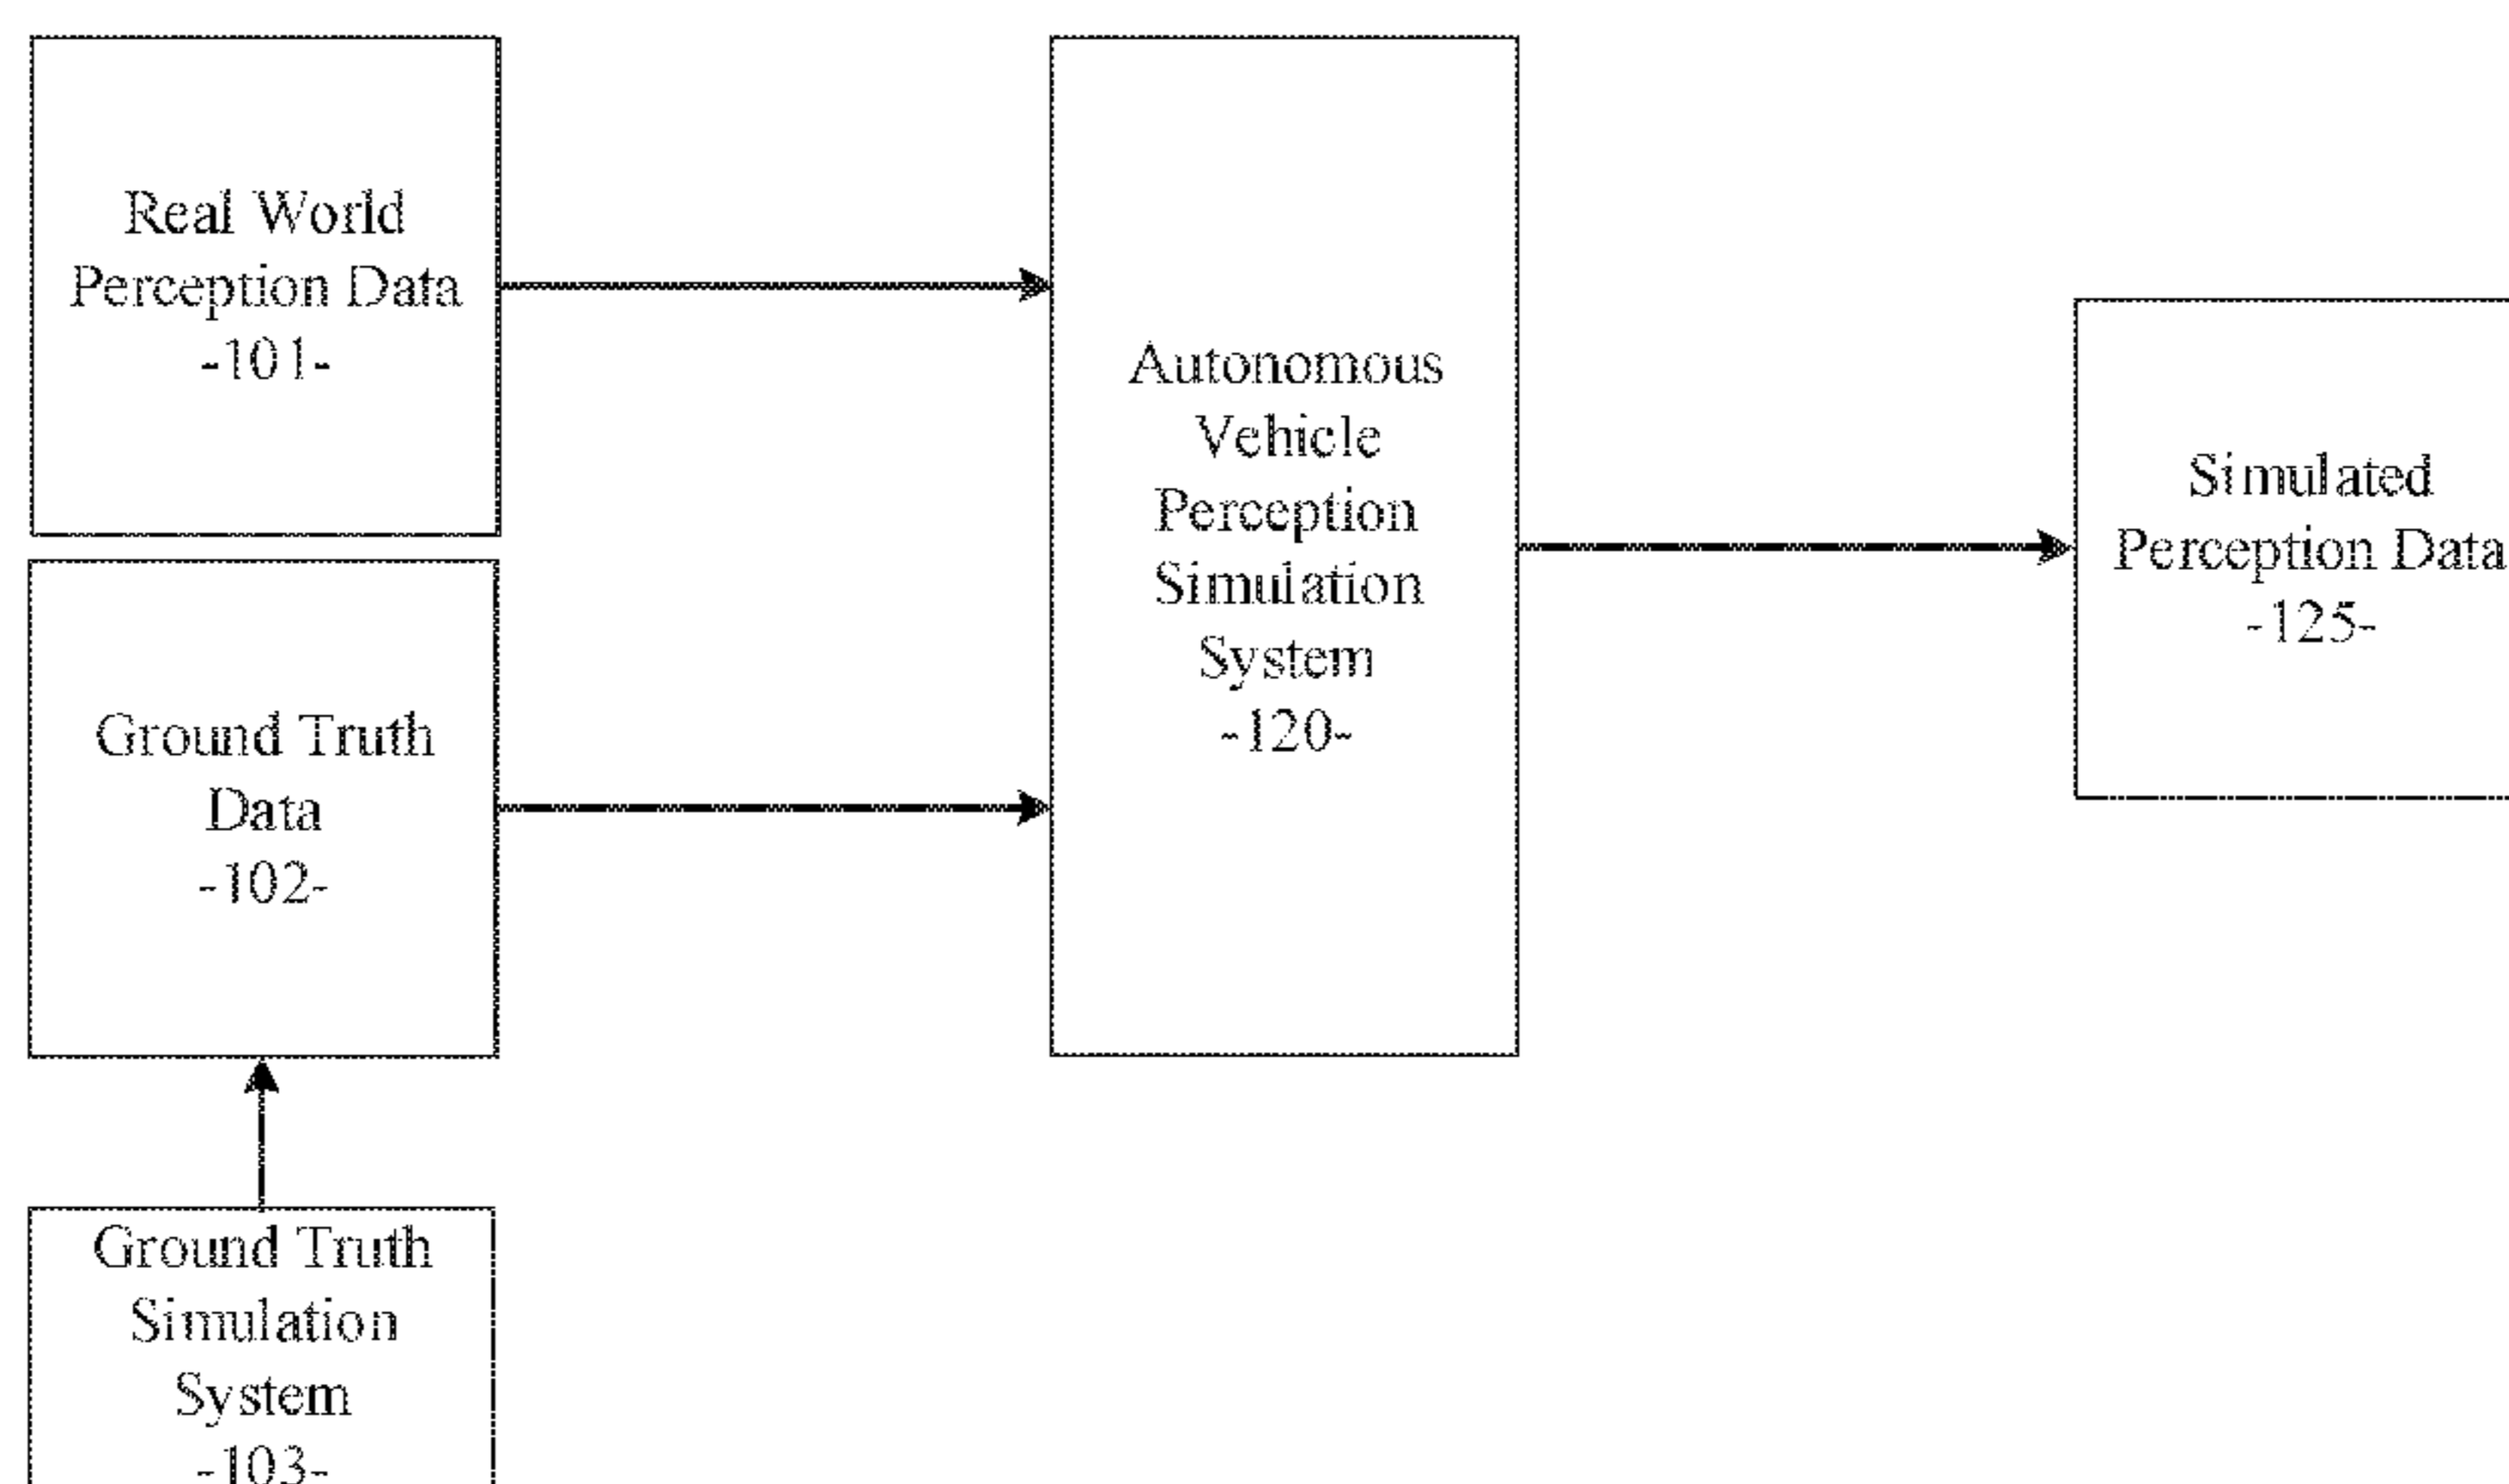 Real World
Perception Data
-101-
Autonomous
Vehicle
Perception
Simulation
System
-120-
Simulated
Perception Data
-125-
Ground Truth
Data
-102-
Ground Truth
Simulation
System
-103-